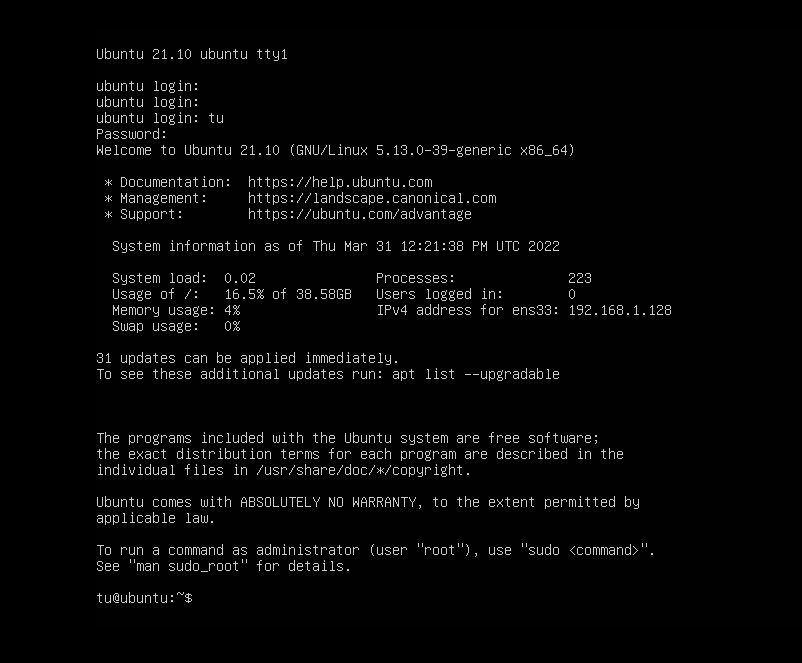 Ubuntu 21.10 ubuntu tty1
ubuntu login:
ubuntu login:
ubuntu login: tu
Password:
Welcome to Ubuntu 21.10 (GNU/Linux 5.13.0-39-generic x86_64)
* Documentation: https://help.ubuntu.com
* Management: https://landscape.canonical.com
* Support: https://ubuntu.com/advantage
System information as of Thu Mar 31 12:21:38 PM UTC 2022
System load: 0.02 Processes: 223
Usage of /: 16.5% of 38.58GB Users logged in: 0
Memory usage: 4% IPv4 address for ens33: 192.168.1.128
Swap usage: 0%
31 updates can be applied immediately.
To see these additional updates run: apt list --upgradable
The programs included with the Ubuntu system are free software;
the exact distribution terms for each program are described in the
individual files in /usr/share/doc/*/copyright.
Ubuntu comes with ABSOLUTELY NO WARRANTY, to the extent permitted by
applicable law.
To run a command as administrator (user "root"), use "sudo <command>".
See "man sudo_root" for details.
tu@ubuntu:~$